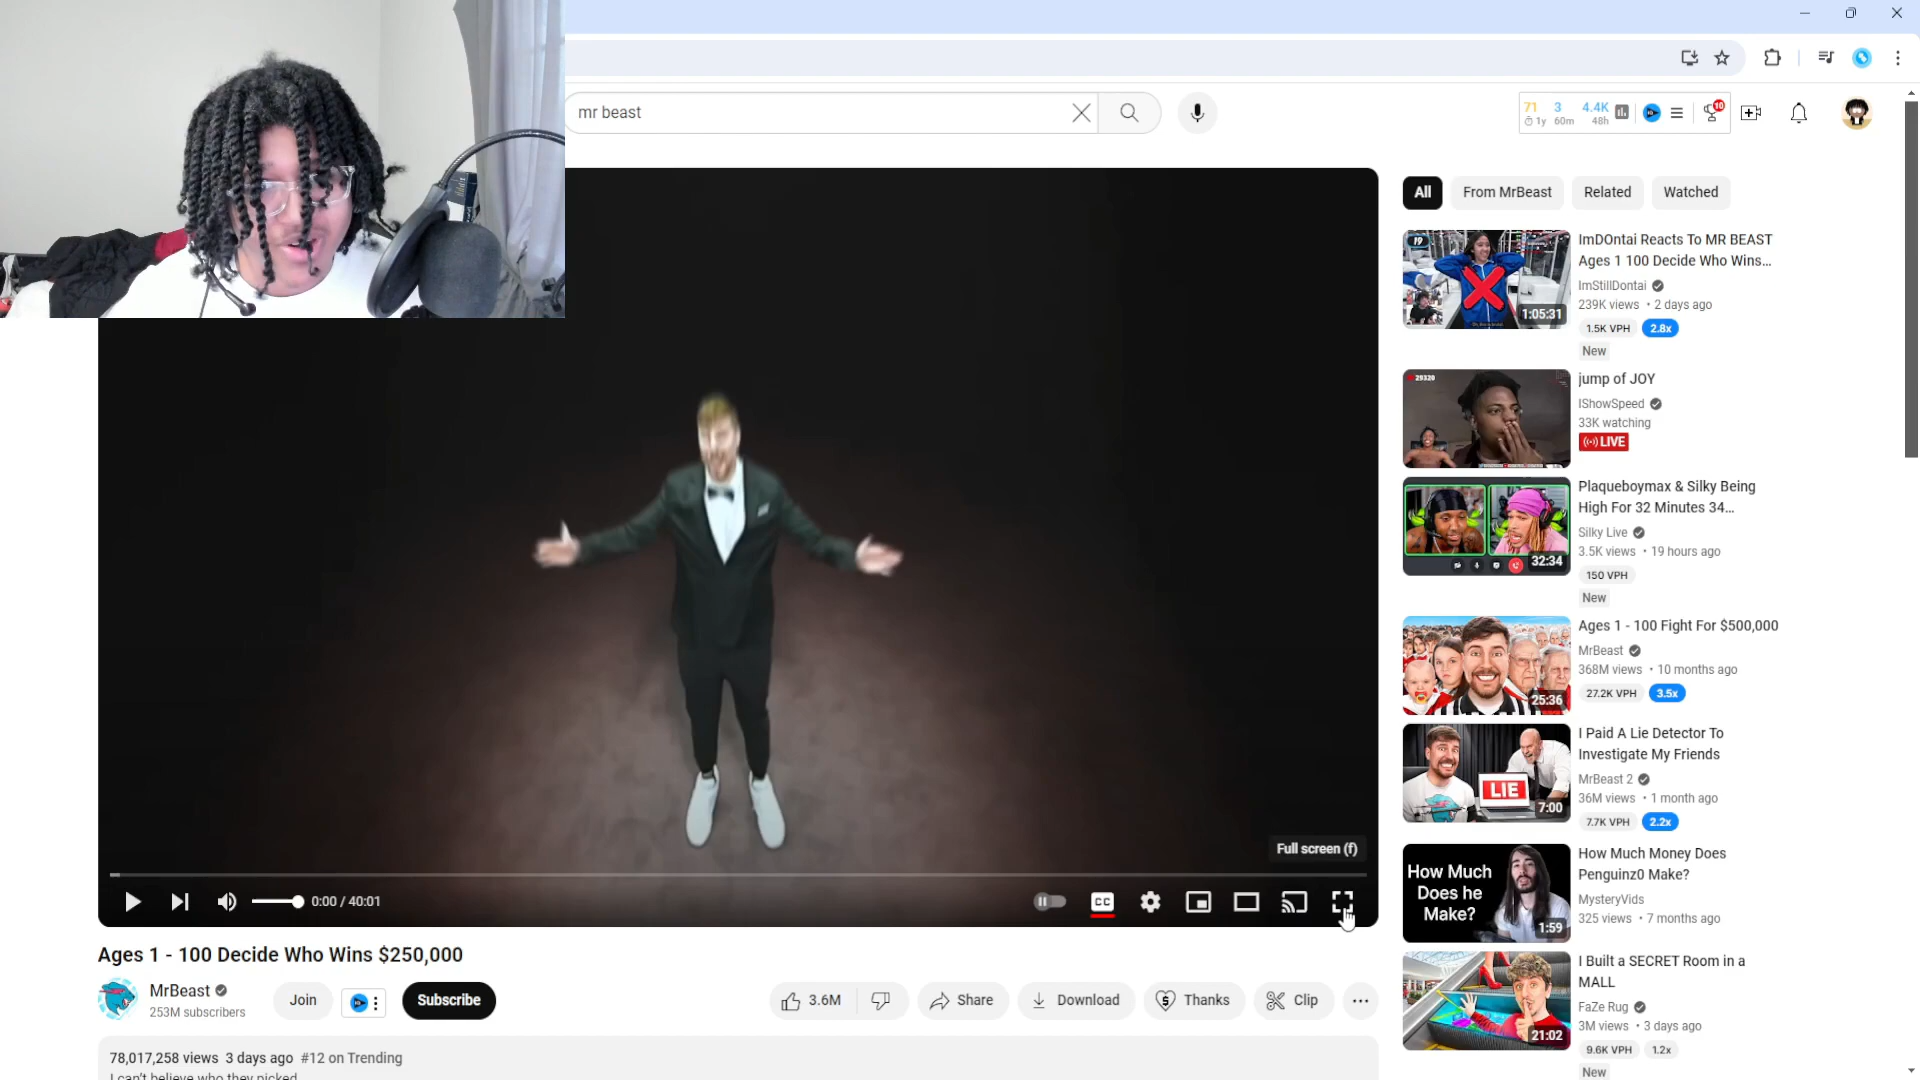 mr beast
71 3 4.4K
1y 60m 48h
10
All From MrBeast Related Watched
19
1:05:31
ImDOntai Reacts To MR BEAST
Ages 1 100 Decide Who Wins...
ImStillDontai
239K views • 2 days ago
1.5K VPH 2.8x
New
29320
jump of JOY
IShowSpeed
33K watching
LIVE
32:34
Plaqueboymax & Silky Being
High For 32 Minutes 34...
Silky Live
3.5K views • 19 hours ago
150 VPH
New
25:36
Ages 1 - 100 Fight For $500,000
MrBeast
368M views • 10 months ago
27.2K VPH 3.5x
LIE
7:00
I Paid A Lie Detector To
Investigate My Friends
MrBeast 2
36M views • 1 month ago
7.7K VPH 2.2x
How Much
Does he
Make?
1:59
How Much Money Does
Penguinz0 Make?
MysteryVids
325 views • 7 months ago
21:02
I Built a SECRET Room in a
MALL
FaZe Rug
3M views • 3 days ago
9.6K VPH 1.2x
New
Full screen (f)
0:00 / 40:01
CC
Ages 1 - 100 Decide Who Wins $250,000
MrBeast
253M subscribers
Join
Subscribe
3.6M
Share
Download
Thanks
Clip
78,017,258 views 3 days ago #12 on Trending
I can't believe who they picked